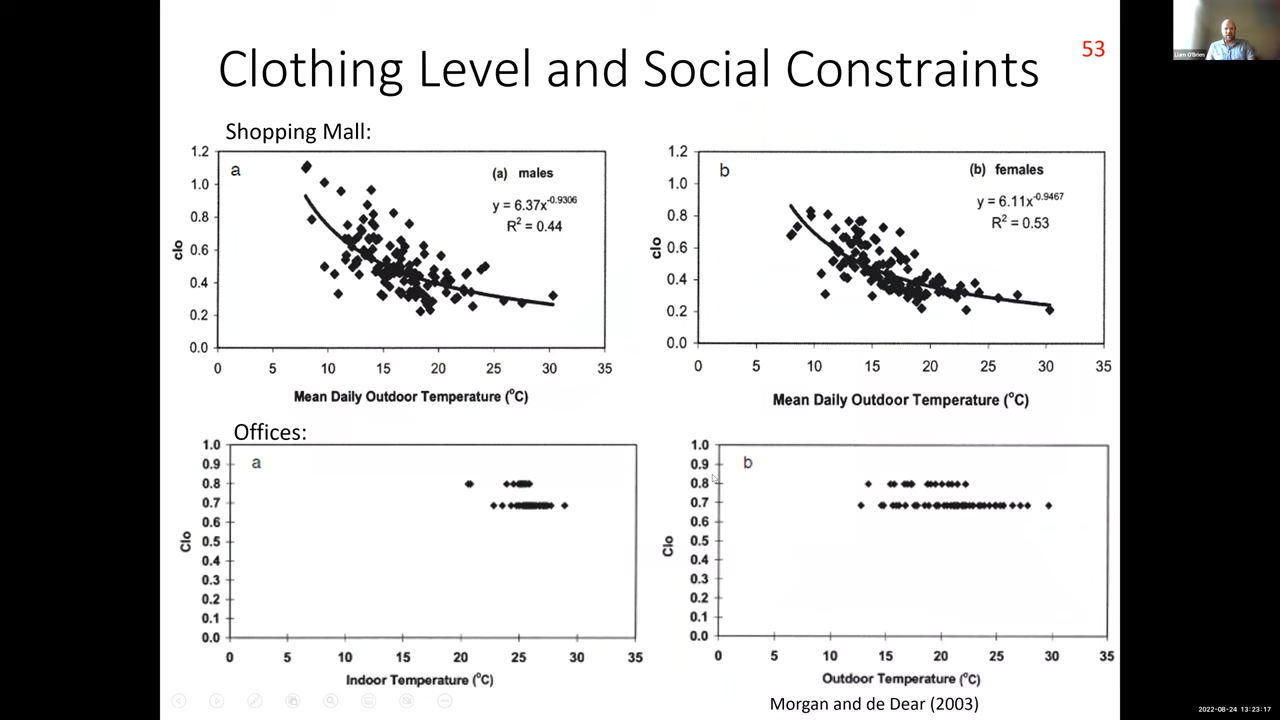 Clothing Level and Social Constraints
53
Liam O'Brien
Shopping Mall:
1.2
1.0
0.8
0.6
0.4
0.2
0.0
clo
a
(a) males
y = 6.37x^-0.9306
R² = 0.44
0 5 10 15 20 25 30 35
Mean Daily Outdoor Temperature (°C)
1.2
1.0
0.8
0.6
0.4
0.2
0.0
clo
b
(b) females
y = 6.11x^-0.9467
R² = 0.53
0 5 10 15 20 25 30 35
Mean Daily Outdoor Temperature (°C)
Offices:
1.0
0.9
0.8
0.7
0.6
0.5
0.4
0.3
0.2
0.1
0.0
Clo
a
0 5 10 15 20 25 30 35
Indoor Temperature (°C)
1.0
0.9
0.8
0.7
0.6
0.5
0.4
0.3
0.2
0.1
0.0
Clo
b
0 5 10 15 20 25 30 35
Outdoor Temperature (°C)
Morgan and de Dear (2003)
2022-08-24 13:23:17